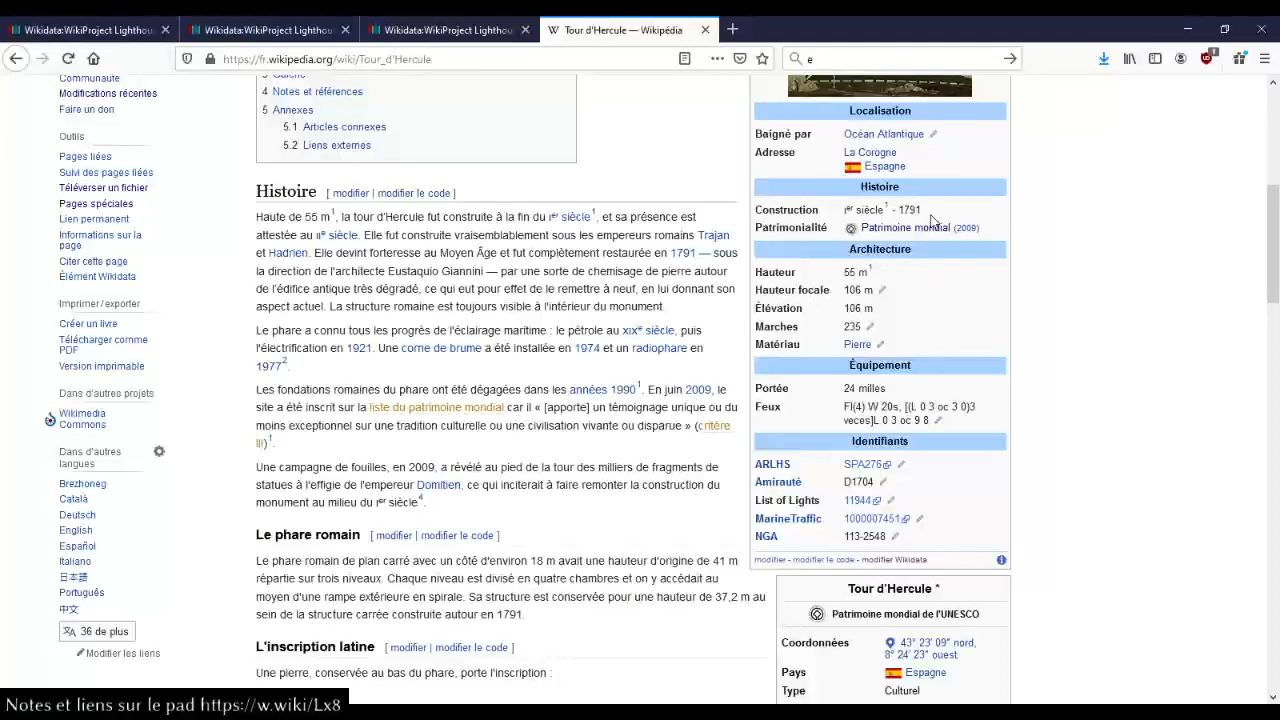 Wikidata:WikiProject Lighthou
Wikidata:WikiProject Lighthou
Wikidata:WikiProject Lighthou
Tour d'Hercule — Wikipédia
https://fr.wikipedia.org/wiki/Tour_d'Hercule
e
Communauté
Modifications récentes
Faire un don
Outils
Pages liées
Suivi des pages liées
Téléverser un fichier
Pages spéciales
Lien permanent
Informations sur la
page
Citer cette page
Élément Wikidata
Imprimer / exporter
Créer un livre
Télécharger comme
PDF
Version imprimable
Dans d'autres projets
Wikimedia
Commons
Dans d'autres
langues
Brezhoneg
Català
Deutsch
English
Español
Italiano
日本語
Português
中文
36 de plus
Modifier les liens
3 Galerie
4 Notes et références
5 Annexes
5.1 Articles connexes
5.2 Liens externes
Histoire [ modifier | modifier le code ]
Haute de 55 m1, la tour d'Hercule fut construite à la fin du Ier siècle1, et sa présence est
attestée au IIe siècle. Elle fut construite vraisemblablement sous les empereurs romains Trajan
et Hadrien. Elle devint forteresse au Moyen Âge et fut complètement restaurée en 1791 — sous
la direction de l'architecte Eustaquio Giannini — par une sorte de chemisage de pierre autour
de l'édifice antique très dégradé, ce qui eut pour effet de le remettre à neuf, en lui donnant son
aspect actuel. La structure romaine est toujours visible à l'intérieur du monument.
Le phare a connu tous les progrès de l'éclairage maritime : le pétrole au XIXe siècle, puis
l'électrification en 1921. Une corne de brume a été installée en 1974 et un radiophare en
19772.
Les fondations romaines du phare ont été dégagées dans les années 19901. En juin 2009, le
site a été inscrit sur la liste du patrimoine mondial car il « [apporte] un témoignage unique ou du
moins exceptionnel sur une tradition culturelle ou une civilisation vivante ou disparue » (critère
III)1.
Une campagne de fouilles, en 2009, a révélé au pied de la tour des milliers de fragments de
statues à l'effigie de l'empereur Domitien, ce qui inciterait à faire remonter la construction du
monument au milieu du Ier siècle4.
Le phare romain [ modifier | modifier le code ]
Le phare romain de plan carré avec un côté d'environ 18 m avait une hauteur d'origine de 41 m
répartie sur trois niveaux. Chaque niveau est divisé en quatre chambres et on y accédait au
moyen d'une rampe extérieure en spirale. Sa structure est conservée pour une hauteur de 37,2 m au
sein de la structure carrée construite autour en 1791.
L'inscription latine [ modifier | modifier le code ]
Une pierre, conservée au bas du phare, porte l'inscription :
Localisation
Baigné par Océan Atlantique
Adresse La Corogne
Espagne
Histoire
Construction Ier siècle1 - 1791
Patrimonialité Patrimoine mondial (2009)
Architecture
Hauteur 55 m1
Hauteur focale 106 m
Élévation 106 m
Marches 235
Matériau Pierre
Équipement
Portée 24 milles
Feux Fl(4) W 20s, [(L 0 3 oc 3 0)3
veces]L 0 3 oc 9 8
Identifiants
ARLHS SPA276
Amirauté D1704
List of Lights 11944
MarineTraffic 1000007451
NGA 113-2548
modifier - modifier le code - modifier Wikidata
Tour d'Hercule *
Patrimoine mondial de l'UNESCO
Coordonnées 43° 23′ 09″ nord,
8° 24′ 23″ ouest
Pays Espagne
Type Culturel
Notes et liens sur le pad https://w.wiki/Lx8